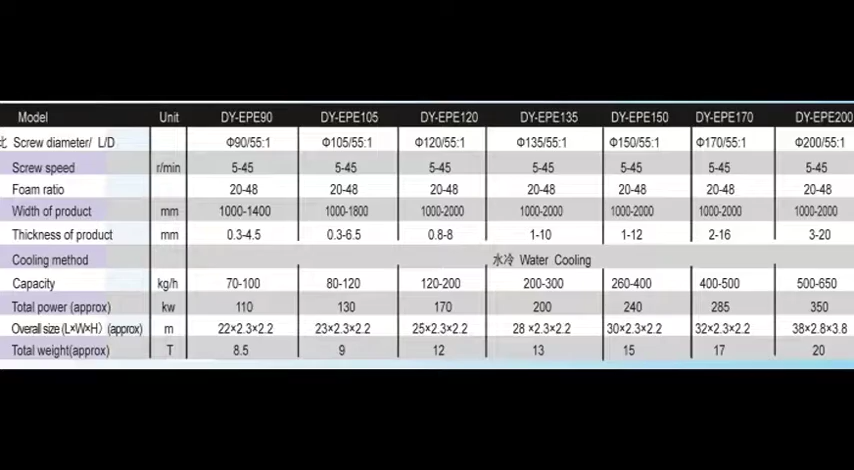 Model Unit DY-EPE90 DY-EPE105 DY-EPE120 DY-EPE135 DY-EPE150 DY-EPE170 DY-EPE200
比 Screw diameter/ L/D Φ90/55:1 Φ105/55:1 Φ120/55:1 Φ135/55:1 Φ150/55:1 Φ170/55:1 Φ200/55:1
Screw speed r/min 5-45 5-45 5-45 5-45 5-45 5-45 5-45
Foam ratio 20-48 20-48 20-48 20-48 20-48 20-48 20-48
Width of product mm 1000-1400 1000-1800 1000-2000 1000-2000 1000-2000 1000-2000 1000-2000
Thickness of product mm 0.3-4.5 0.3-6.5 0.8-8 1-10 1-12 2-16 3-20
Cooling method 水冷 Water Cooling
Capacity kg/h 70-100 80-120 120-200 200-300 260-400 400-500 500-650
Total power (approx) kw 110 130 170 200 240 285 350
Overall size (L×W×H) (approx) m 22×2.3×2.2 23×2.3×2.2 25×2.3×2.2 28 ×2.3×2.2 30×2.3×2.2 32×2.3×2.2 38×2.8×3.8
Total weight(approx) T 8.5 9 12 13 15 17 20